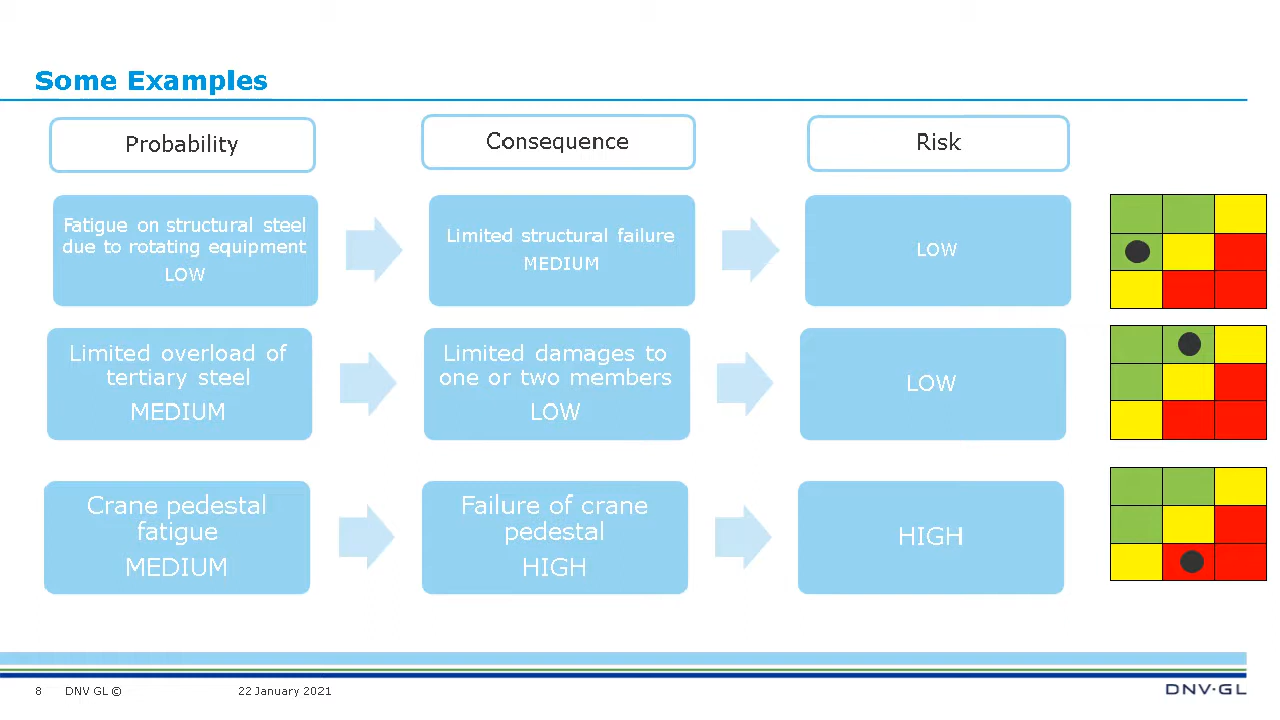 Some Examples
Probability
Consequence
Risk
Fatigue on structural steel
due to rotating equipment
LOW
Limited structural failure
MEDIUM
LOW
Limited overload of
tertiary steel
MEDIUM
Limited damages to
one or two members
LOW
LOW
Crane pedestal
fatigue
MEDIUM
Failure of crane
pedestal
HIGH
HIGH
8 DNV GL © 22 January 2021
DNV·GL